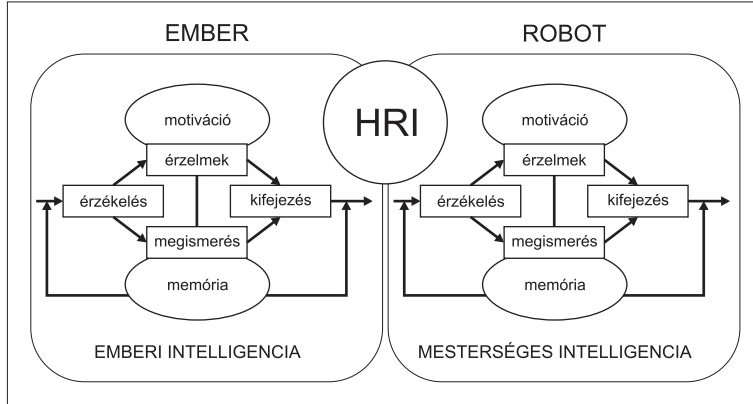 EMBER
ROBOT
HRI
motiváció
érzelmek
érzékelés
kifejezés
megismerés
memória
EMBERI INTELLIGENCIA
motiváció
érzelmek
érzékelés
kifejezés
megismerés
memória
MESTERSÉGES INTELLIGENCIA